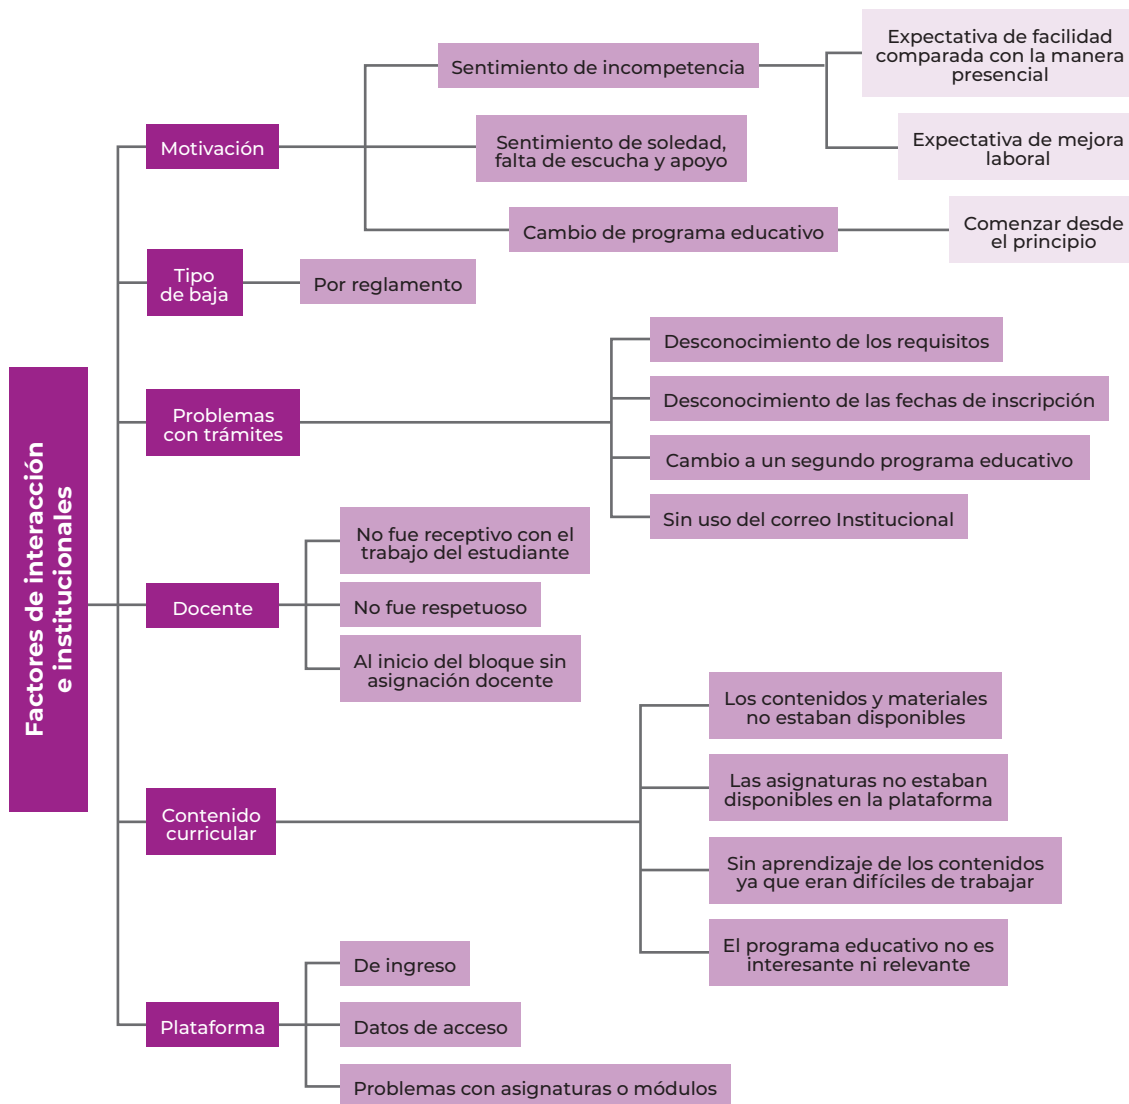 Factores de interacción
e institucionales
Motivación
Sentimiento de incompetencia
Expectativa de facilidad
comparada con la manera
presencial
Expectativa de mejora
laboral
Sentimiento de soledad,
falta de escucha y apoyo
Cambio de programa educativo
Comenzar desde
el principio
Tipo
de baja
Por reglamento
Problemas
con trámites
Desconocimiento de los requisitos
Desconocimiento de las fechas de inscripción
Cambio a un segundo programa educativo
Sin uso del correo Institucional
Docente
No fue receptivo con el
trabajo del estudiante
No fue respetuoso
Al inicio del bloque sin
asignación docente
Contenido
curricular
Los contenidos y materiales
no estaban disponibles
Las asignaturas no estaban
disponibles en la plataforma
Sin aprendizaje de los contenidos
ya que eran difíciles de trabajar
El programa educativo no es
interesante ni relevante
Plataforma
De ingreso
Datos de acceso
Problemas con asignaturas o módulos